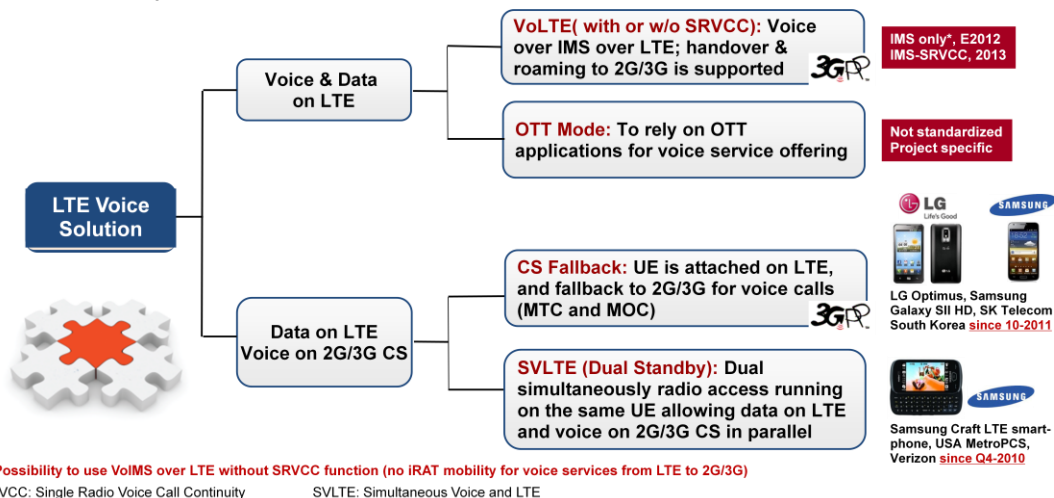 VoLTE( with or w/o SRVCC): Voice
over IMS over LTE; handover &
roaming to 2G/3G is supported
3GPP™
IMS only*, E2012
IMS-SRVCC, 2013
Voice & Data
on LTE
OTT Mode: To rely on OTT
applications for voice service offering
Not standardized
Project specific
LTE Voice
Solution
LG
Life's Good
SAMSUNG
CS Fallback: UE is attached on LTE,
and fallback to 2G/3G for voice calls
(MTC and MOC)
3GPP
LG Optimus, Samsung
Galaxy SII HD, SK Telecom
South Korea since 10-2011
Data on LTE
Voice on 2G/3G CS
SVLTE (Dual Standby): Dual
simultaneously radio access running
on the same UE allowing data on LTE
and voice on 2G/3G CS in parallel
SAMSUNG
Samsung Craft LTE smart-
phone, USA MetroPCS,
Verizon since Q4-2010
Possibility to use VoIMS over LTE without SRVCC function (no iRAT mobility for voice services from LTE to 2G/3G)
VCC: Single Radio Voice Call Continuity SVLTE: Simultaneous Voice and LTE